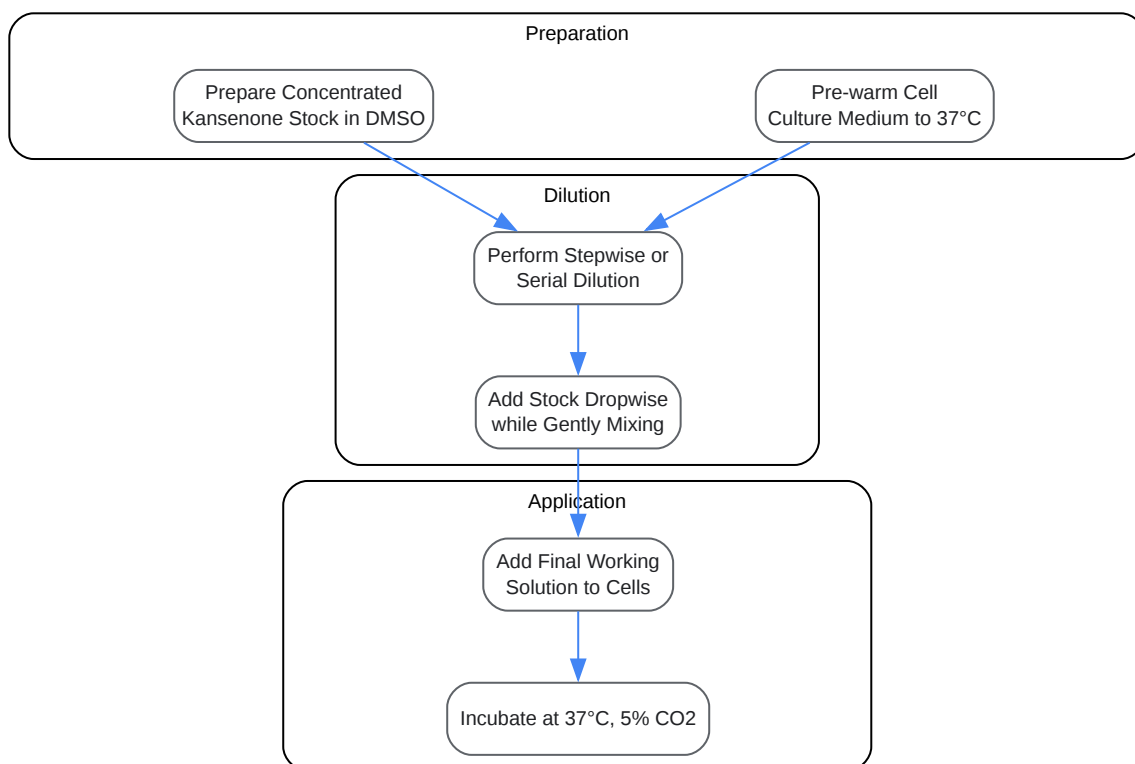 Preparation
Prepare Concentrated
Kansenone Stock in DMSO
Pre-warm Cell
Culture Medium to 37°C
Dilution
Perform Stepwise or
Serial Dilution
Add Stock Dropwise
while Gently Mixing
Application
Add Final Working
Solution to Cells
Incubate at 37°C, 5% CO2